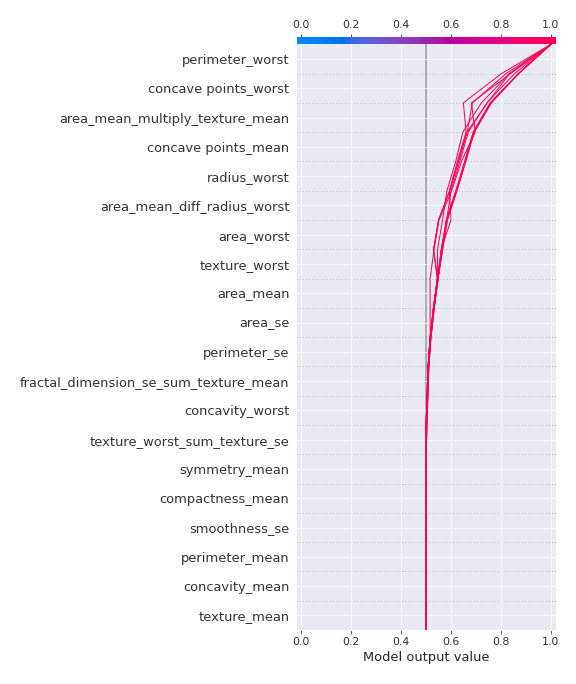 0.0 0.2 0.4 0.6 0.8 1.0
perimeter_worst
concave points_worst
area_mean_multiply_texture_mean
concave points_mean
radius_worst
area_mean_diff_radius_worst
area_worst
texture_worst
area_mean
area_se
perimeter_se
fractal_dimension_se_sum_texture_mean
concavity_worst
texture_worst_sum_texture_se
symmetry_mean
compactness_mean
smoothness_se
perimeter_mean
concavity_mean
texture_mean
0.0 0.2 0.4 0.6 0.8 1.0
Model output value